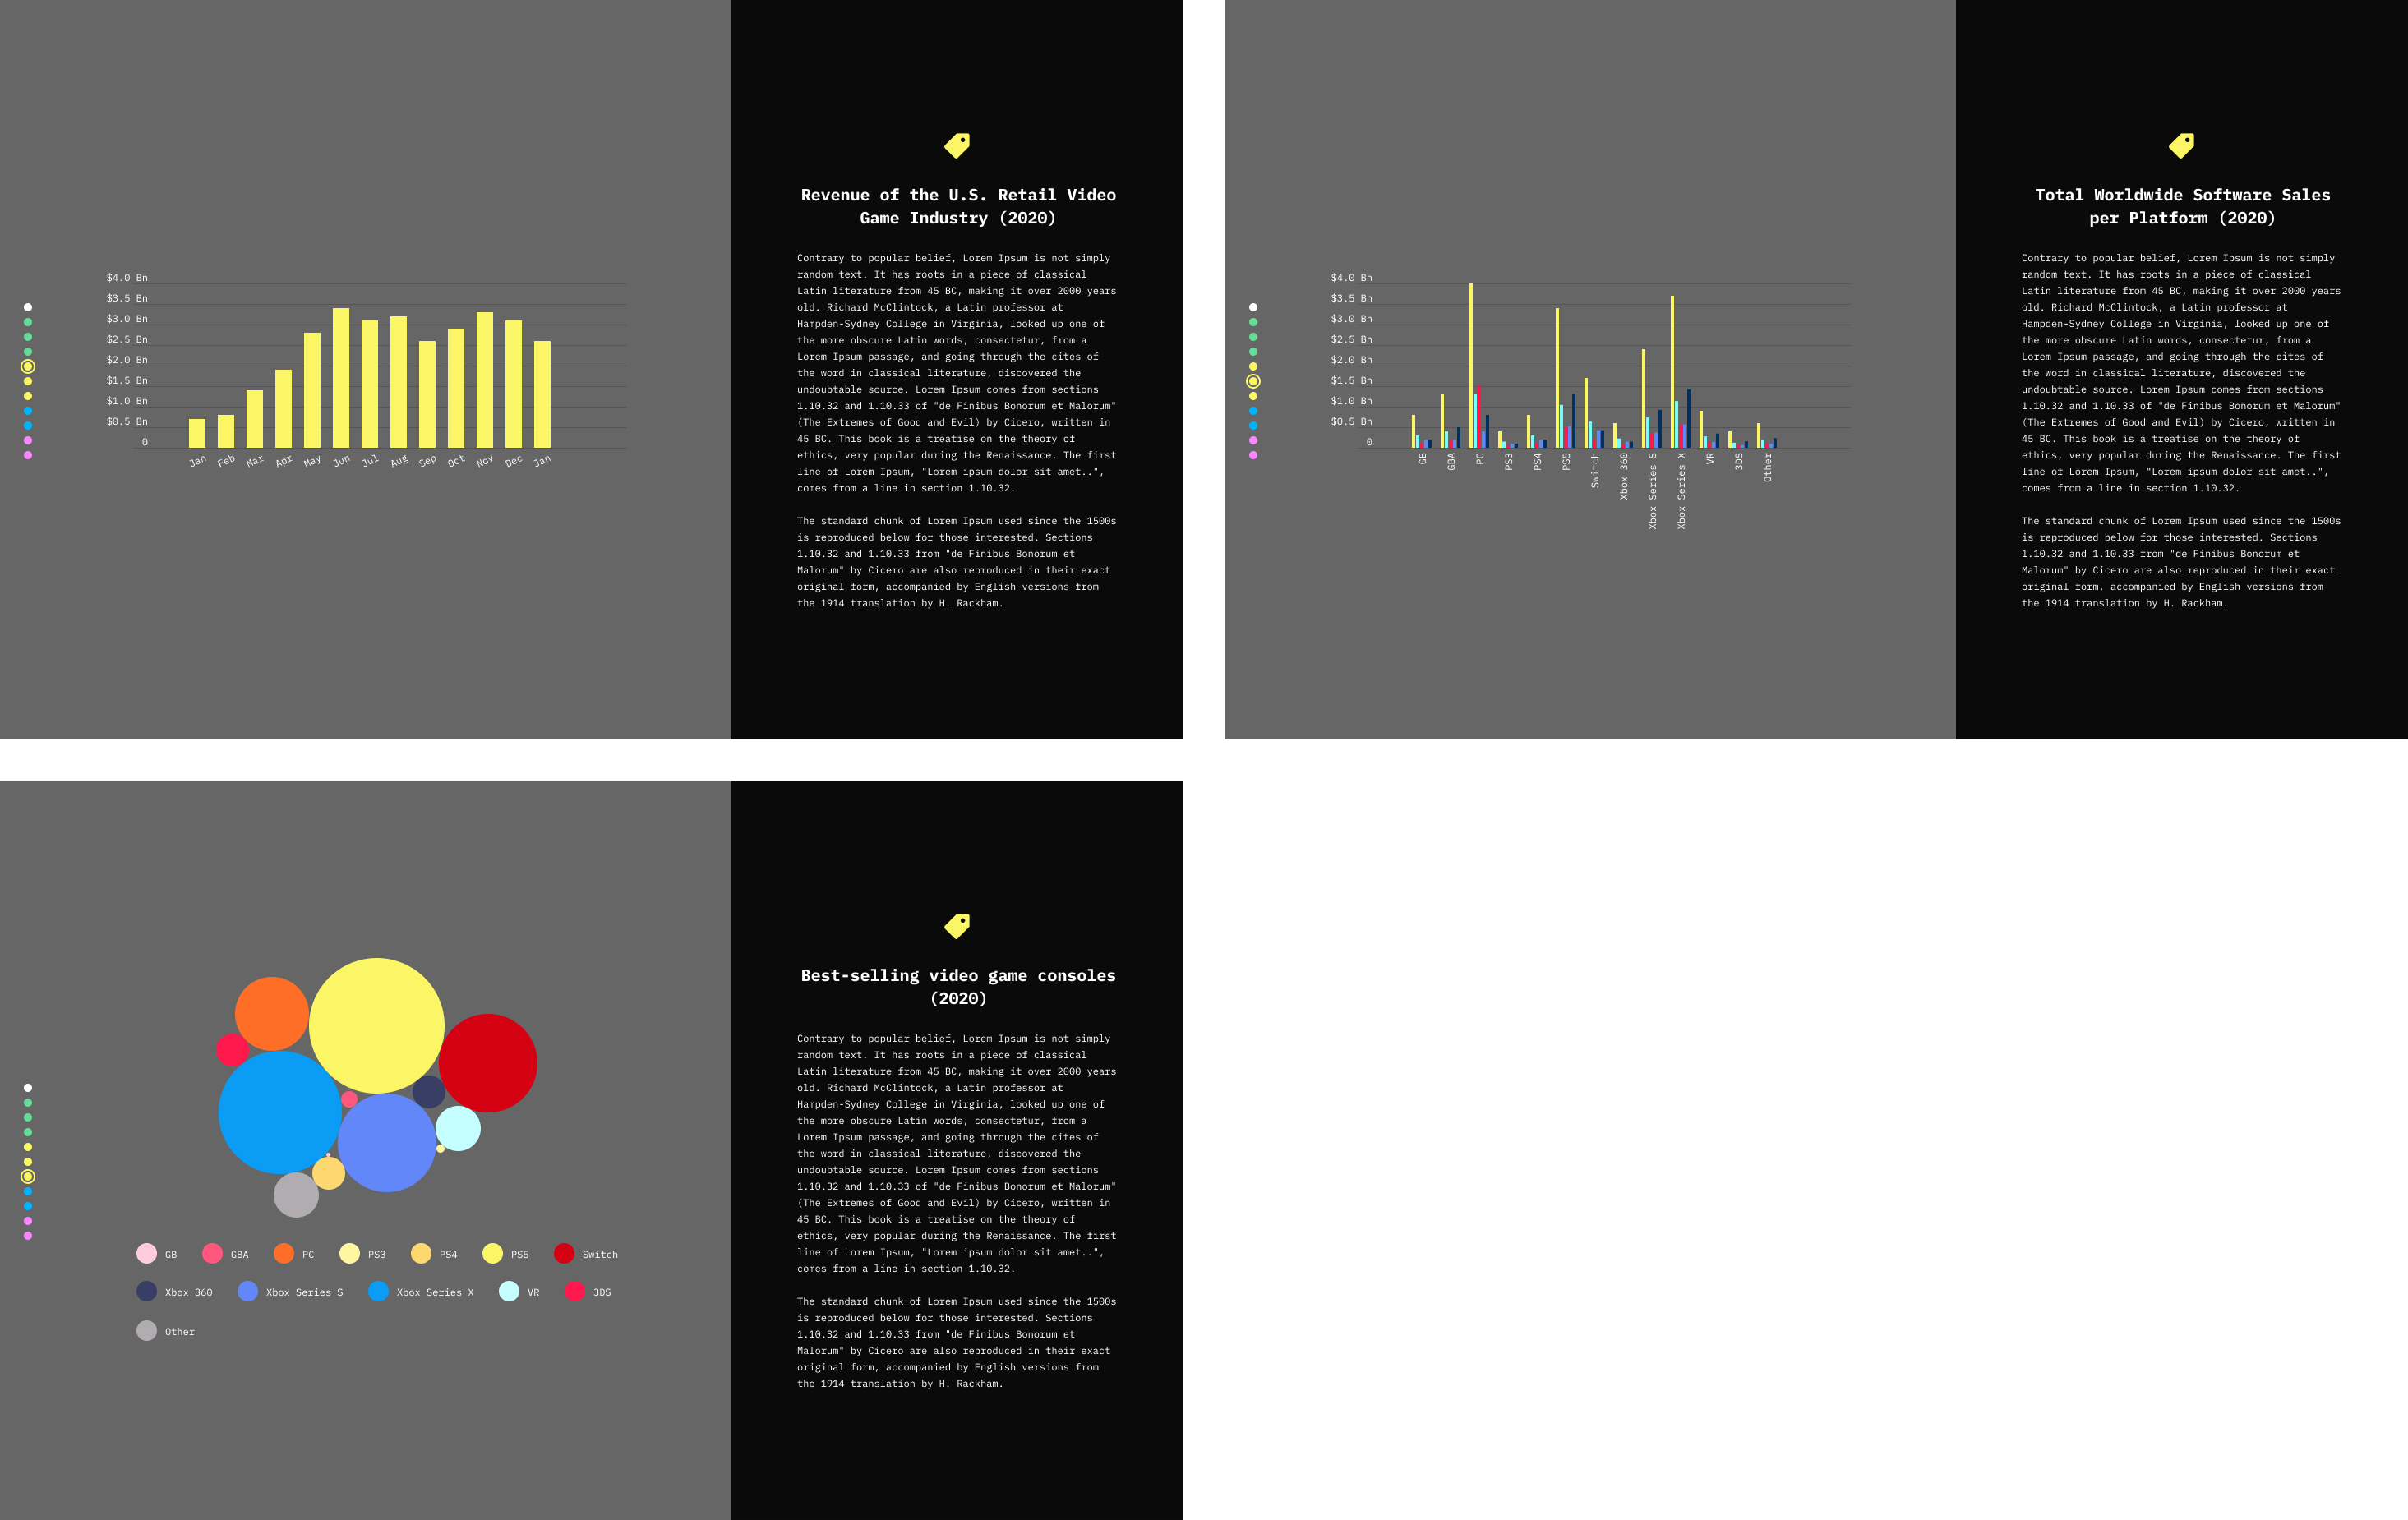 $4.0 Bn
$3.5 Bn
$3.0 Bn
$2.5 Bn
$2.0 Bn
$1.5 Bn
$1.0 Bn
$0.5 Bn
0
Jan
Feb
Mar
Apr
May
Jun
Jul
Aug
Sep
Oct
Nov
Dec
Jan
Revenue of the U.S. Retail Video
Game Industry (2020)
Contrary to popular belief, Lorem Ipsum is not simply
random text. It has roots in a piece of classical
Latin literature from 45 BC, making it over 2000 years
old. Richard McClintock, a Latin professor at
Hampden-Sydney College in Virginia, looked up one of
the more obscure Latin words, consectetur, from a
Lorem Ipsum passage, and going through the cites of
the word in classical literature, discovered the
undoubtable source. Lorem Ipsum comes from sections
1.10.32 and 1.10.33 of "de Finibus Bonorum et Malorum"
(The Extremes of Good and Evil) by Cicero, written in
45 BC. This book is a treatise on the theory of
ethics, very popular during the Renaissance. The first
line of Lorem Ipsum, "Lorem ipsum dolor sit amet..",
comes from a line in section 1.10.32.
The standard chunk of Lorem Ipsum used since the 1500s
is reproduced below for those interested. Sections
1.10.32 and 1.10.33 from "de Finibus Bonorum et
Malorum" by Cicero are also reproduced in their exact
original form, accompanied by English versions from
the 1914 translation by H. Rackham.
$4.0 Bn
$3.5 Bn
$3.0 Bn
$2.5 Bn
$2.0 Bn
$1.5 Bn
$1.0 Bn
$0.5 Bn
0
GB
GBA
PC
PS3
PS4
PS5
Switch
Xbox 360
Xbox Series S
Xbox Series X
VR
3DS
Other
Total Worldwide Software Sales
per Platform (2020)
Contrary to popular belief, Lorem Ipsum is not simply
random text. It has roots in a piece of classical
Latin literature from 45 BC, making it over 2000 years
old. Richard McClintock, a Latin professor at
Hampden-Sydney College in Virginia, looked up one of
the more obscure Latin words, consectetur, from a
Lorem Ipsum passage, and going through the cites of
the word in classical literature, discovered the
undoubtable source. Lorem Ipsum comes from sections
1.10.32 and 1.10.33 of "de Finibus Bonorum et Malorum"
(The Extremes of Good and Evil) by Cicero, written in
45 BC. This book is a treatise on the theory of
ethics, very popular during the Renaissance. The first
line of Lorem Ipsum, "Lorem ipsum dolor sit amet..",
comes from a line in section 1.10.32.
The standard chunk of Lorem Ipsum used since the 1500s
is reproduced below for those interested. Sections
1.10.32 and 1.10.33 from "de Finibus Bonorum et
Malorum" by Cicero are also reproduced in their exact
original form, accompanied by English versions from
the 1914 translation by H. Rackham.
GB
GBA
PC
PS3
PS4
PS5
Switch
Xbox 360
Xbox Series S
Xbox Series X
VR
3DS
Other
Best-selling video game consoles
(2020)
Contrary to popular belief, Lorem Ipsum is not simply
random text. It has roots in a piece of classical
Latin literature from 45 BC, making it over 2000 years
old. Richard McClintock, a Latin professor at
Hampden-Sydney College in Virginia, looked up one of
the more obscure Latin words, consectetur, from a
Lorem Ipsum passage, and going through the cites of
the word in classical literature, discovered the
undoubtable source. Lorem Ipsum comes from sections
1.10.32 and 1.10.33 of "de Finibus Bonorum et Malorum"
(The Extremes of Good and Evil) by Cicero, written in
45 BC. This book is a treatise on the theory of
ethics, very popular during the Renaissance. The first
line of Lorem Ipsum, "Lorem ipsum dolor sit amet..",
comes from a line in section 1.10.32.
The standard chunk of Lorem Ipsum used since the 1500s
is reproduced below for those interested. Sections
1.10.32 and 1.10.33 from "de Finibus Bonorum et
Malorum" by Cicero are also reproduced in their exact
original form, accompanied by English versions from
the 1914 translation by H. Rackham.